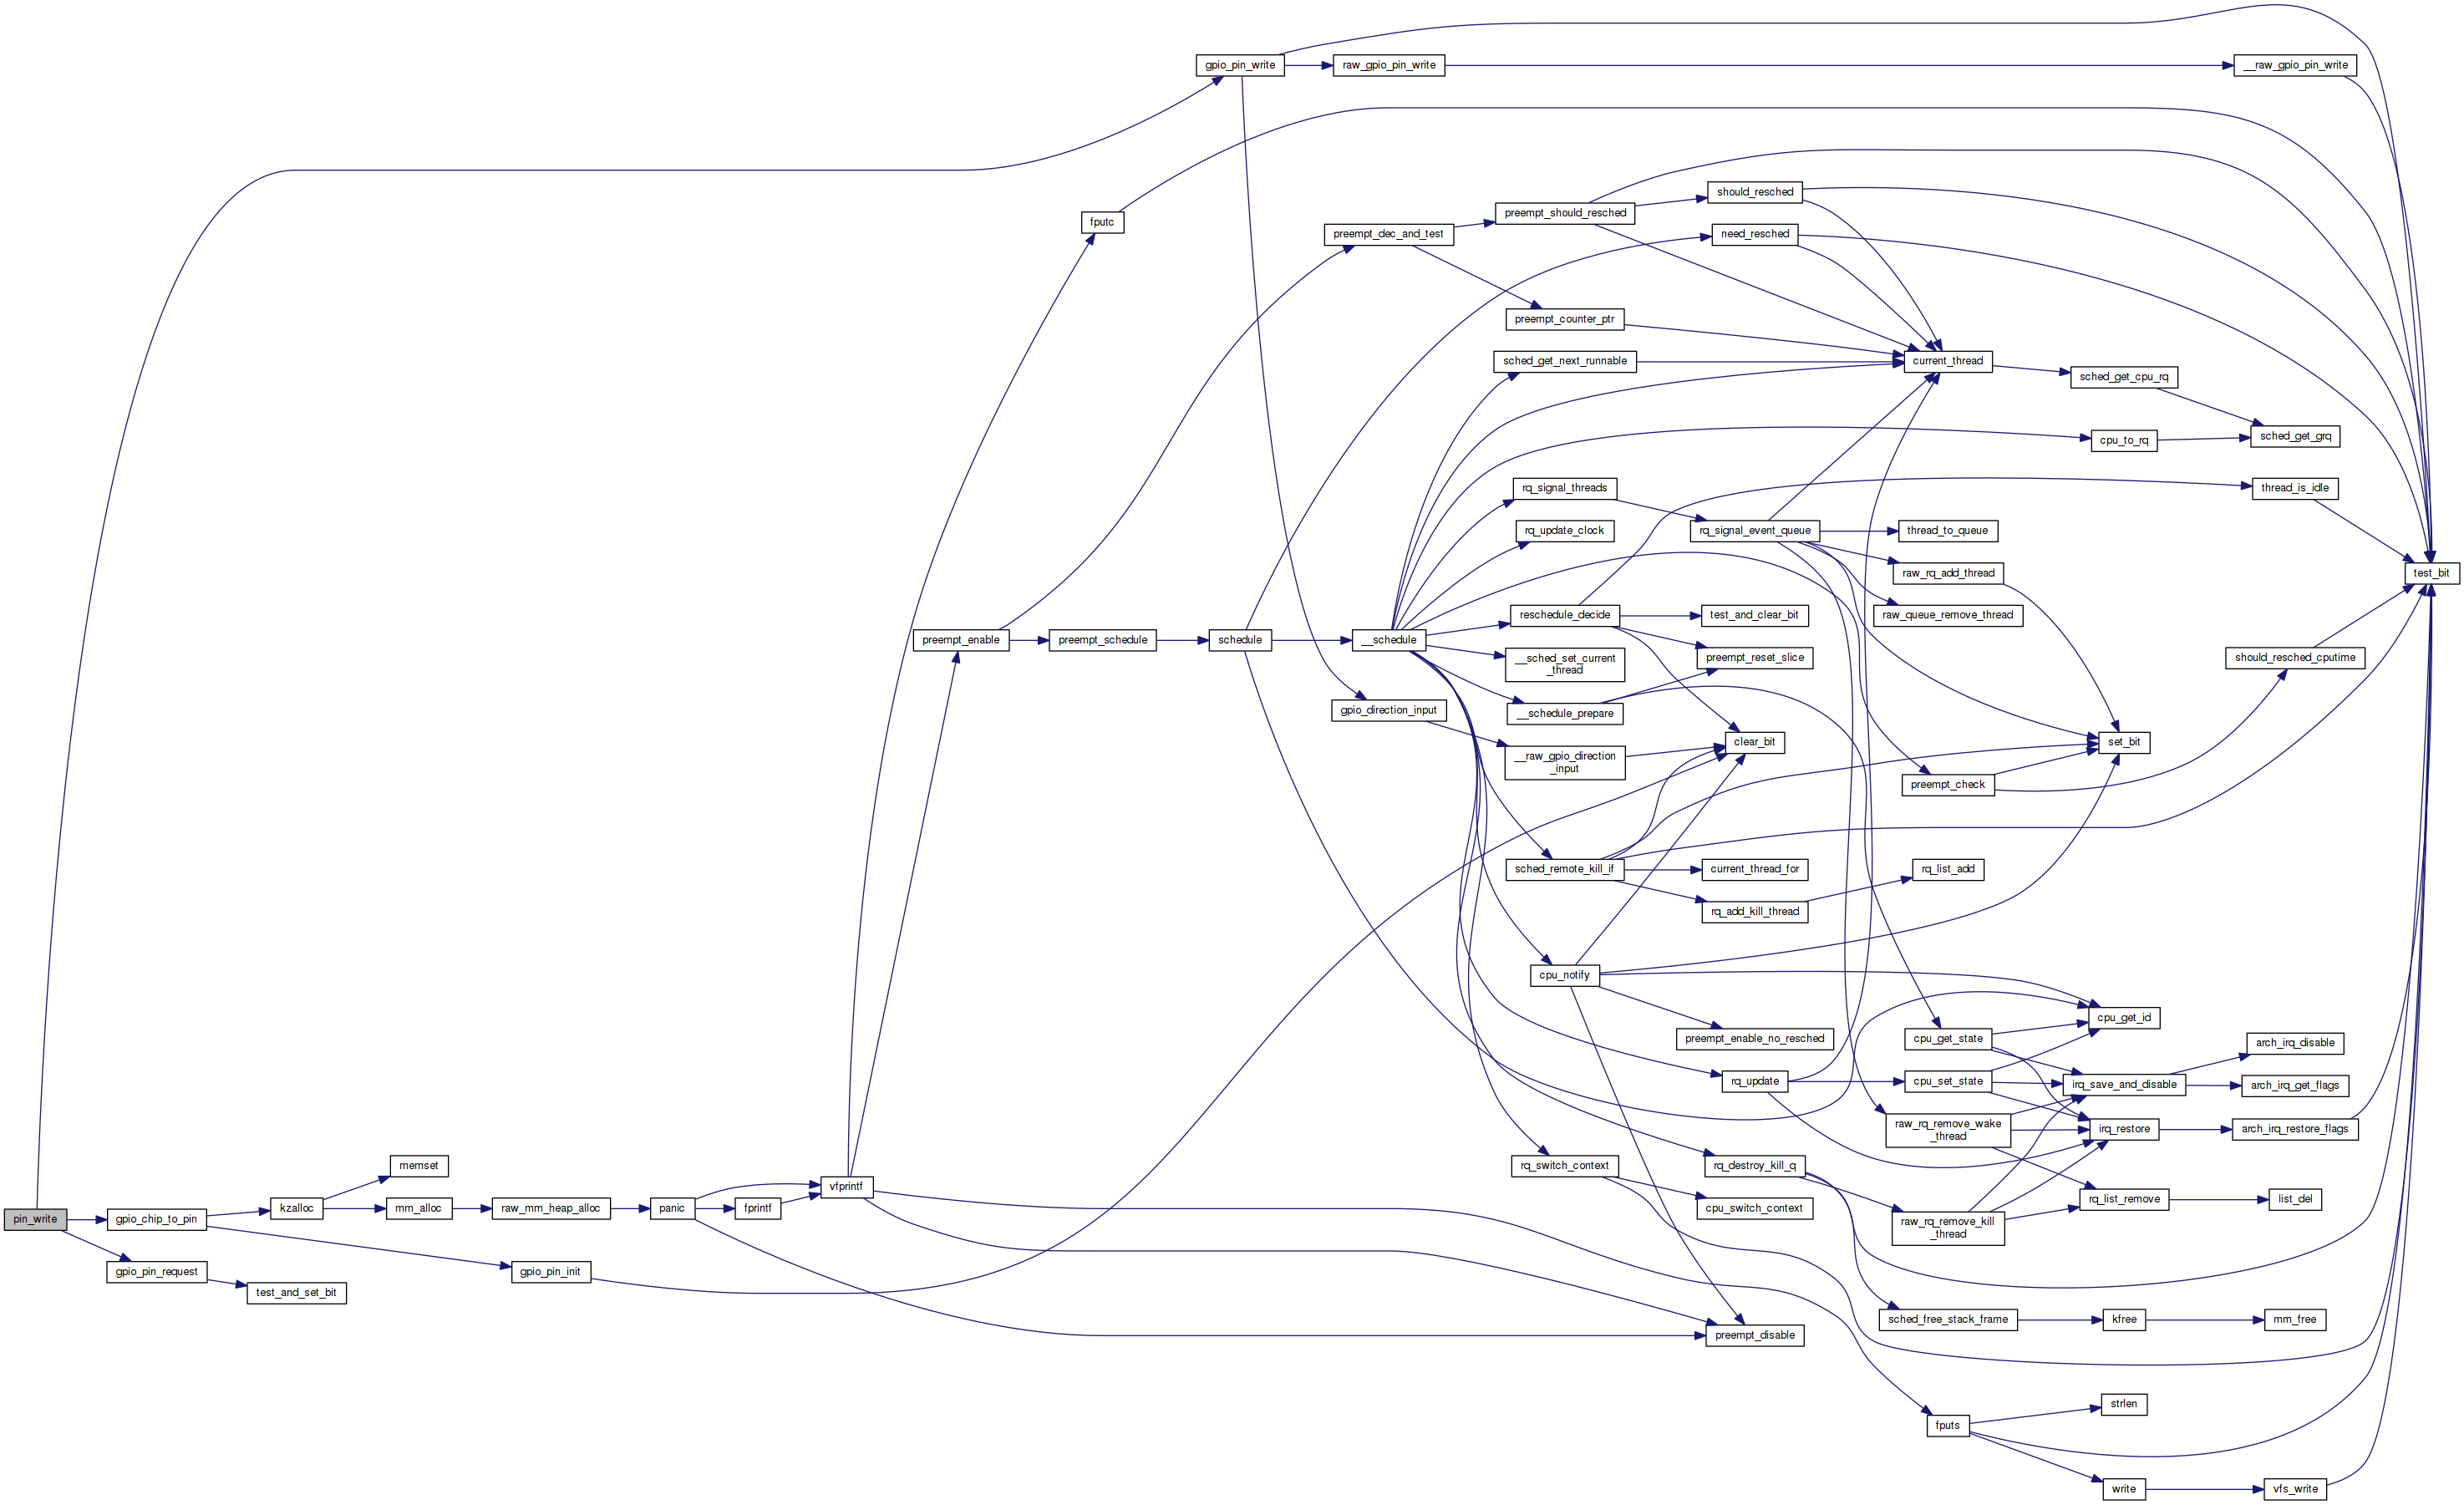 gpio_pin_write
raw_gpio_pin_write
__raw_gpio_pin_write
should_resched
preempt_should_resched
fputc
preempt_dec_and_test
need_resched
preempt_counter_ptr
sched_get_next_runnable
current_thread
sched_get_cpu_rq
cpu_to_rq
sched_get_grq
rq_signal_threads
thread_is_idle
rq_update_clock
rq_signal_event_queue
thread_to_queue
raw_rq_add_thread
test_bit
reschedule_decide
test_and_clear_bit
raw_queue_remove_thread
preempt_enable
preempt_schedule
schedule
__schedule
__sched_set_current
_thread
preempt_reset_slice
should_resched_cputime
gpio_direction_input
__schedule_prepare
clear_bit
set_bit
__raw_gpio_direction
_input
preempt_check
sched_remote_kill_if
current_thread_for
rq_list_add
rq_add_kill_thread
cpu_notify
cpu_get_id
preempt_enable_no_resched
cpu_get_state
arch_irq_disable
rq_update
cpu_set_state
irq_save_and_disable
arch_irq_get_flags
raw_rq_remove_wake
_thread
irq_restore
arch_irq_restore_flags
memset
rq_switch_context
rq_destroy_kill_q
vfprintf
pin_write
gpio_chip_to_pin
kzalloc
mm_alloc
raw_mm_heap_alloc
panic
fprintf
cpu_switch_context
rq_list_remove
list_del
raw_rq_remove_kill
_thread
gpio_pin_request
gpio_pin_init
test_and_set_bit
sched_free_stack_frame
kfree
mm_free
preempt_disable
strlen
fputs
write
vfs_write